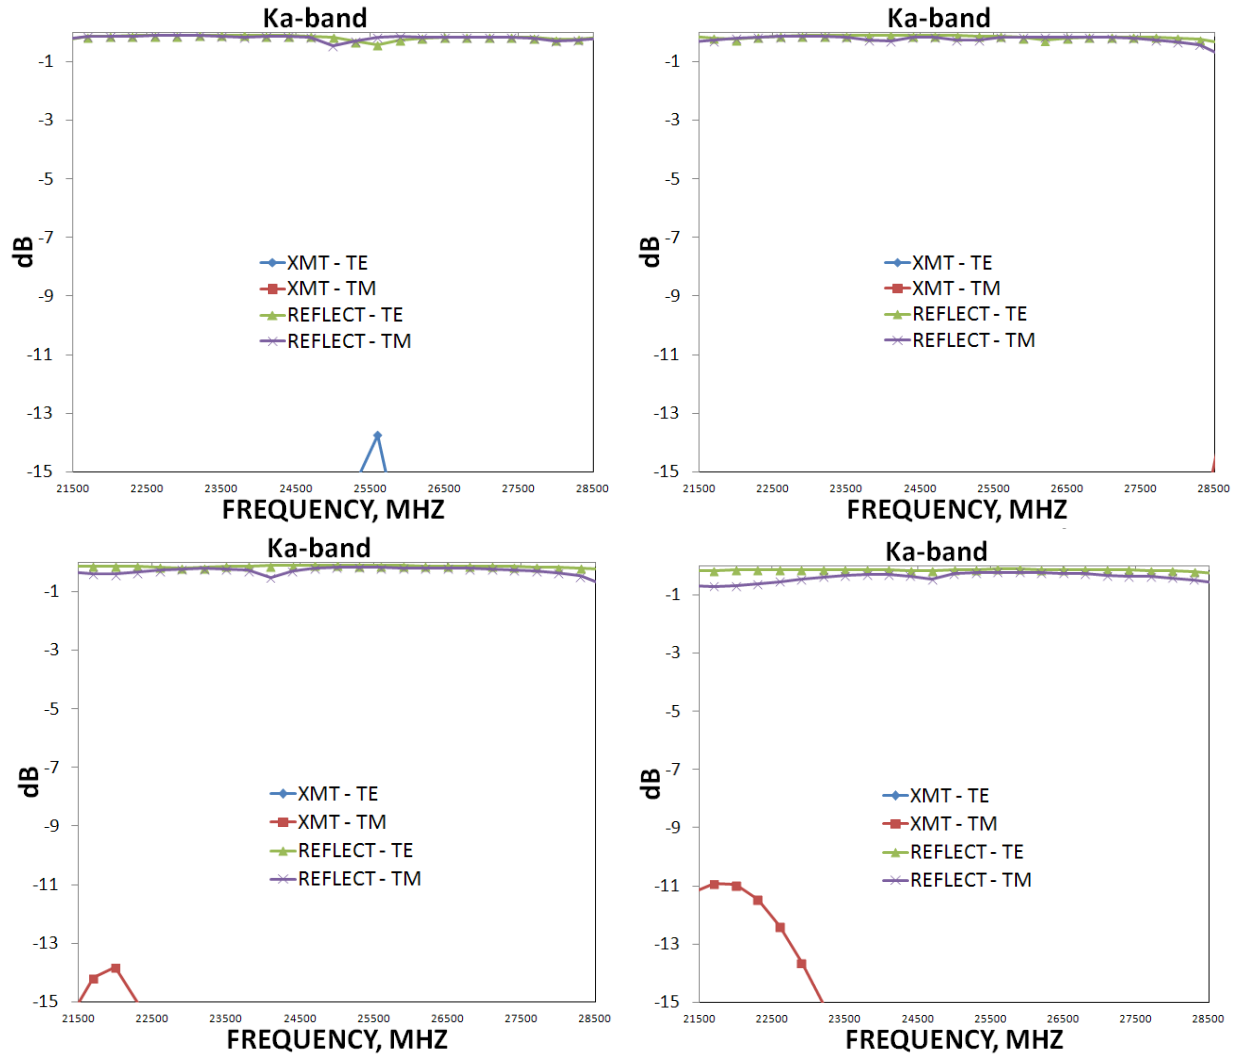 Ka-band
-1
-3
-5
-7
-9
-11
-13
-15
dB
XMT - TE
XMT - TM
REFLECT - TE
REFLECT - TM
21500 22500 23500 24500 25500 26500 27500 28500
FREQUENCY, MHZ
Ka-band
-1
-3
-5
-7
-9
-11
-13
-15
dB
XMT - TE
XMT - TM
REFLECT - TE
REFLECT - TM
21500 22500 23500 24500 25500 26500 27500 28500
FREQUENCY, MHZ
Ka-band
-1
-3
-5
-7
-9
-11
-13
-15
dB
XMT - TE
XMT - TM
REFLECT - TE
REFLECT - TM
21500 22500 23500 24500 25500 26500 27500 28500
FREQUENCY, MHZ
Ka-band
-1
-3
-5
-7
-9
-11
-13
-15
dB
XMT - TE
XMT - TM
REFLECT - TE
REFLECT - TM
21500 22500 23500 24500 25500 26500 27500 28500
FREQUENCY, MHZ